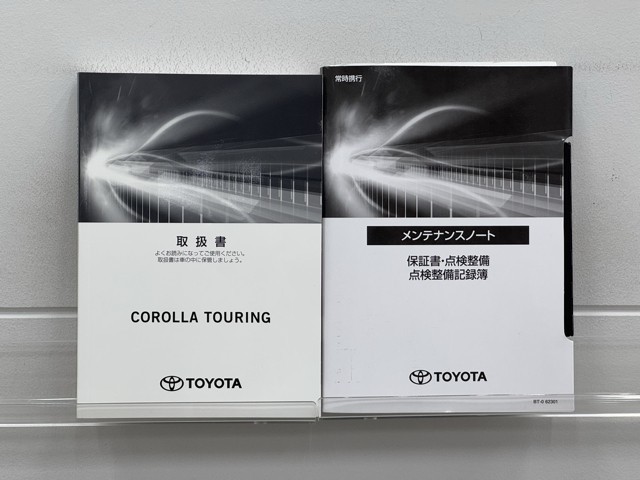 取扱書
よくお読みになってご使用ください。
取扱書は車の中に保管しましょう。
COROLLA TOURING
TOYOTA
常時携行
メンテナンスノート
保証書・点検整備
点検整備記録簿
TOYOTA
BT-0 92301